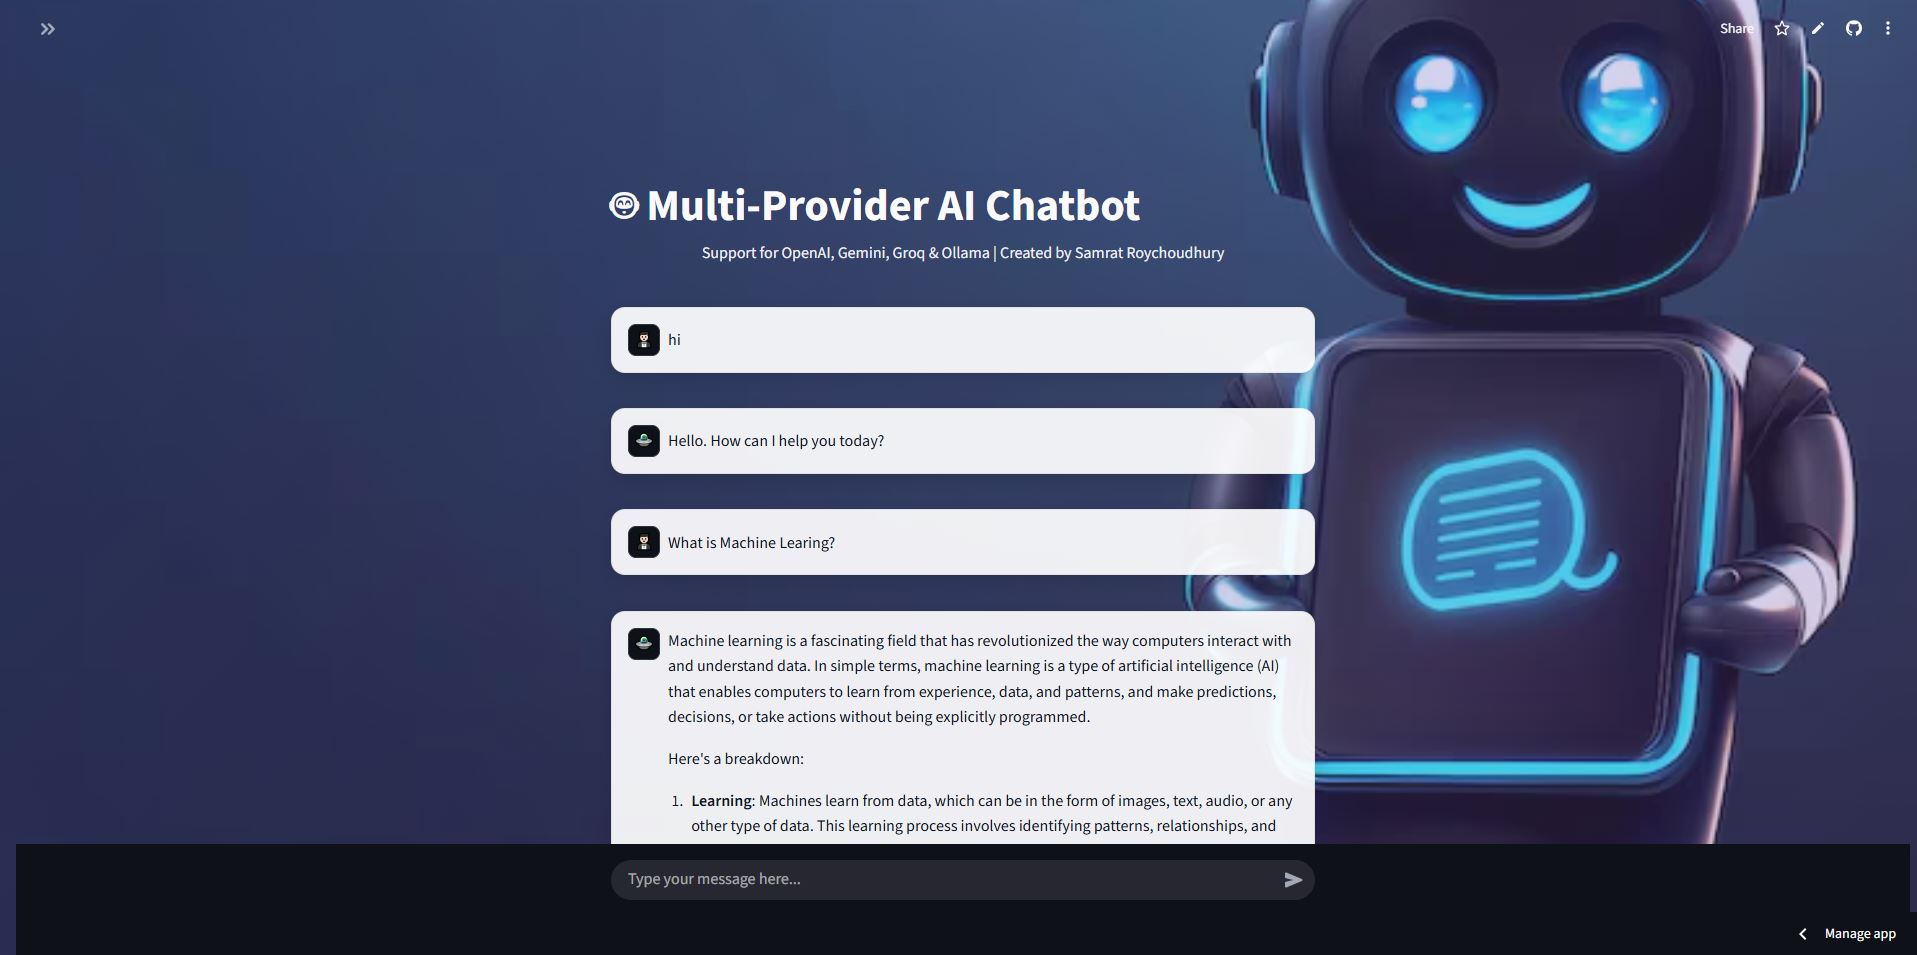 Share
Multi-Provider AI Chatbot
Support for OpenAI, Gemini, Groq & Ollama | Created by Samrat Roychoudhury
hi
Hello. How can I help you today?
What is Machine Learing?
Machine learning is a fascinating field that has revolutionized the way computers interact with
and understand data. In simple terms, machine learning is a type of artificial intelligence (AI)
that enables computers to learn from experience, data, and patterns, and make predictions,
decisions, or take actions without being explicitly programmed.
Here's a breakdown:
1. Learning: Machines learn from data, which can be in the form of images, text, audio, or any
other type of data. This learning process involves identifying patterns, relationships, and
Type your message here...
Manage app